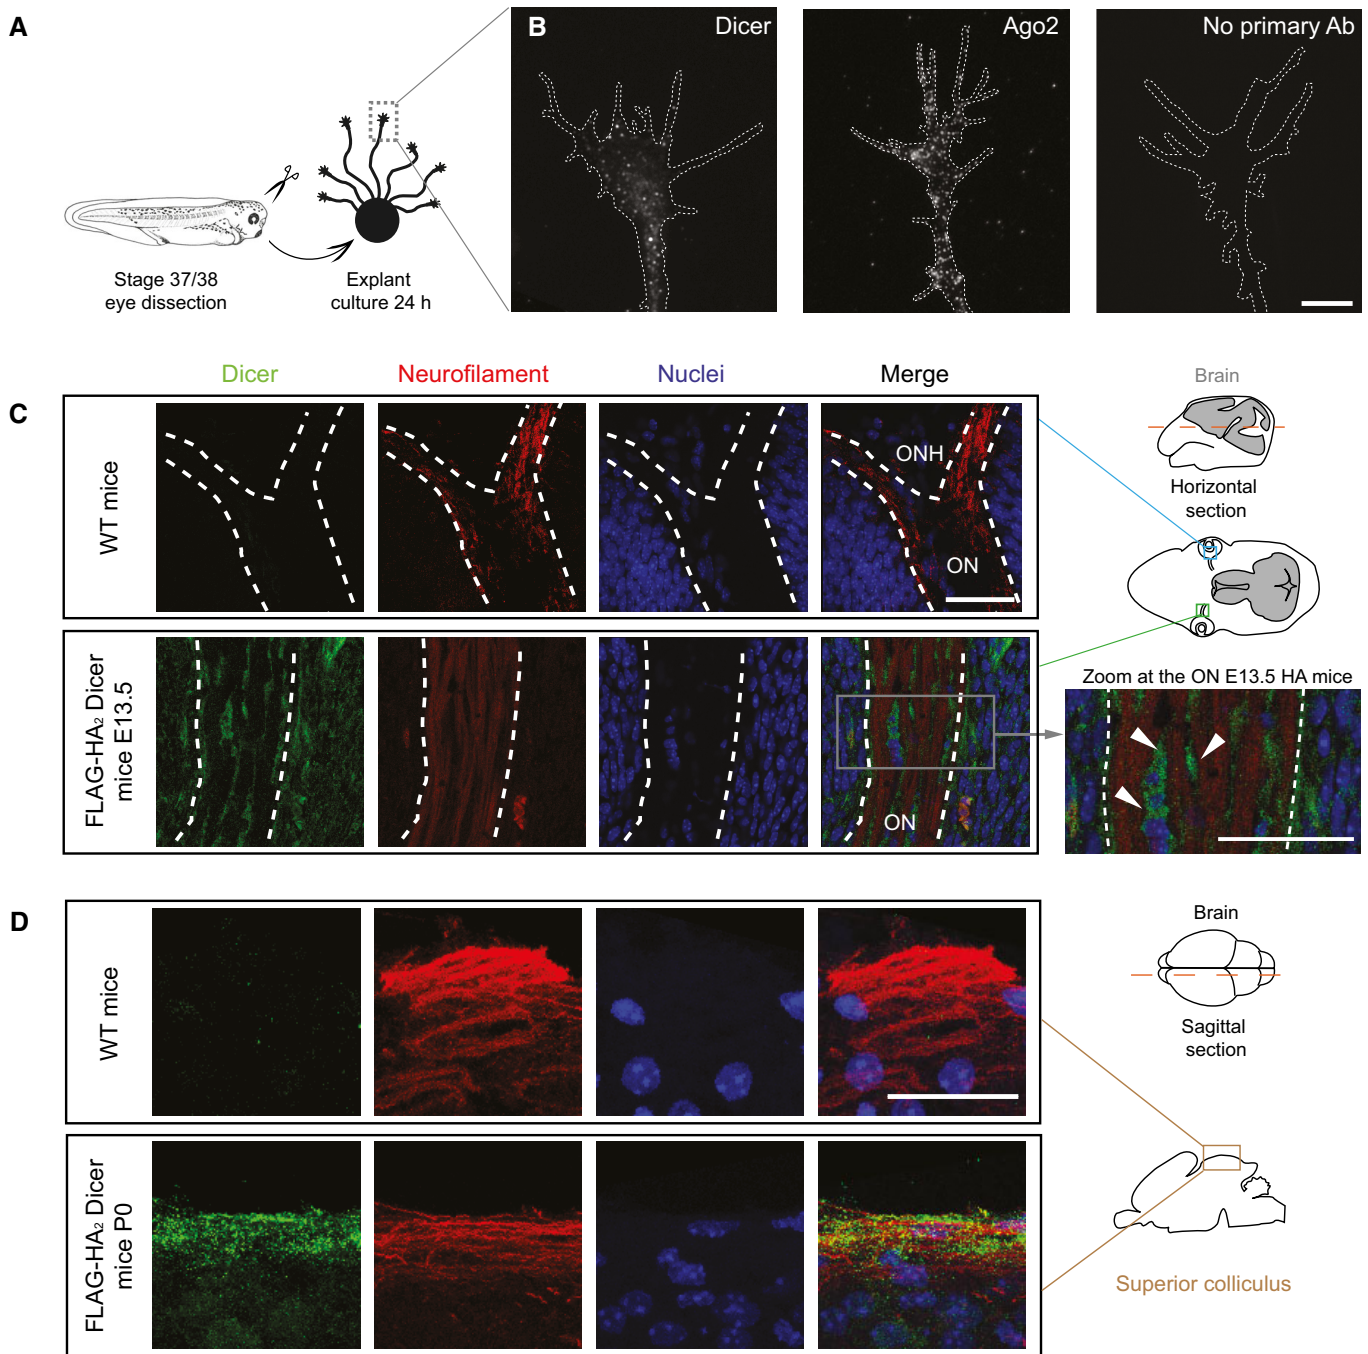 A
B
Dicer
Ago2
No primary Ab
Stage 37/38
eye dissection
Explant
culture 24 h
Dicer
Neurofilament
Nuclei
Merge
Brain
C
WT mice
ONH
ON
Horizontal
section
FLAG-HA₂ Dicer
mice E13.5
ON
Zoom at the ON E13.5 HA mice
D
WT mice
Brain
Sagittal
section
FLAG-HA₂ Dicer
mice P0
Superior colliculus